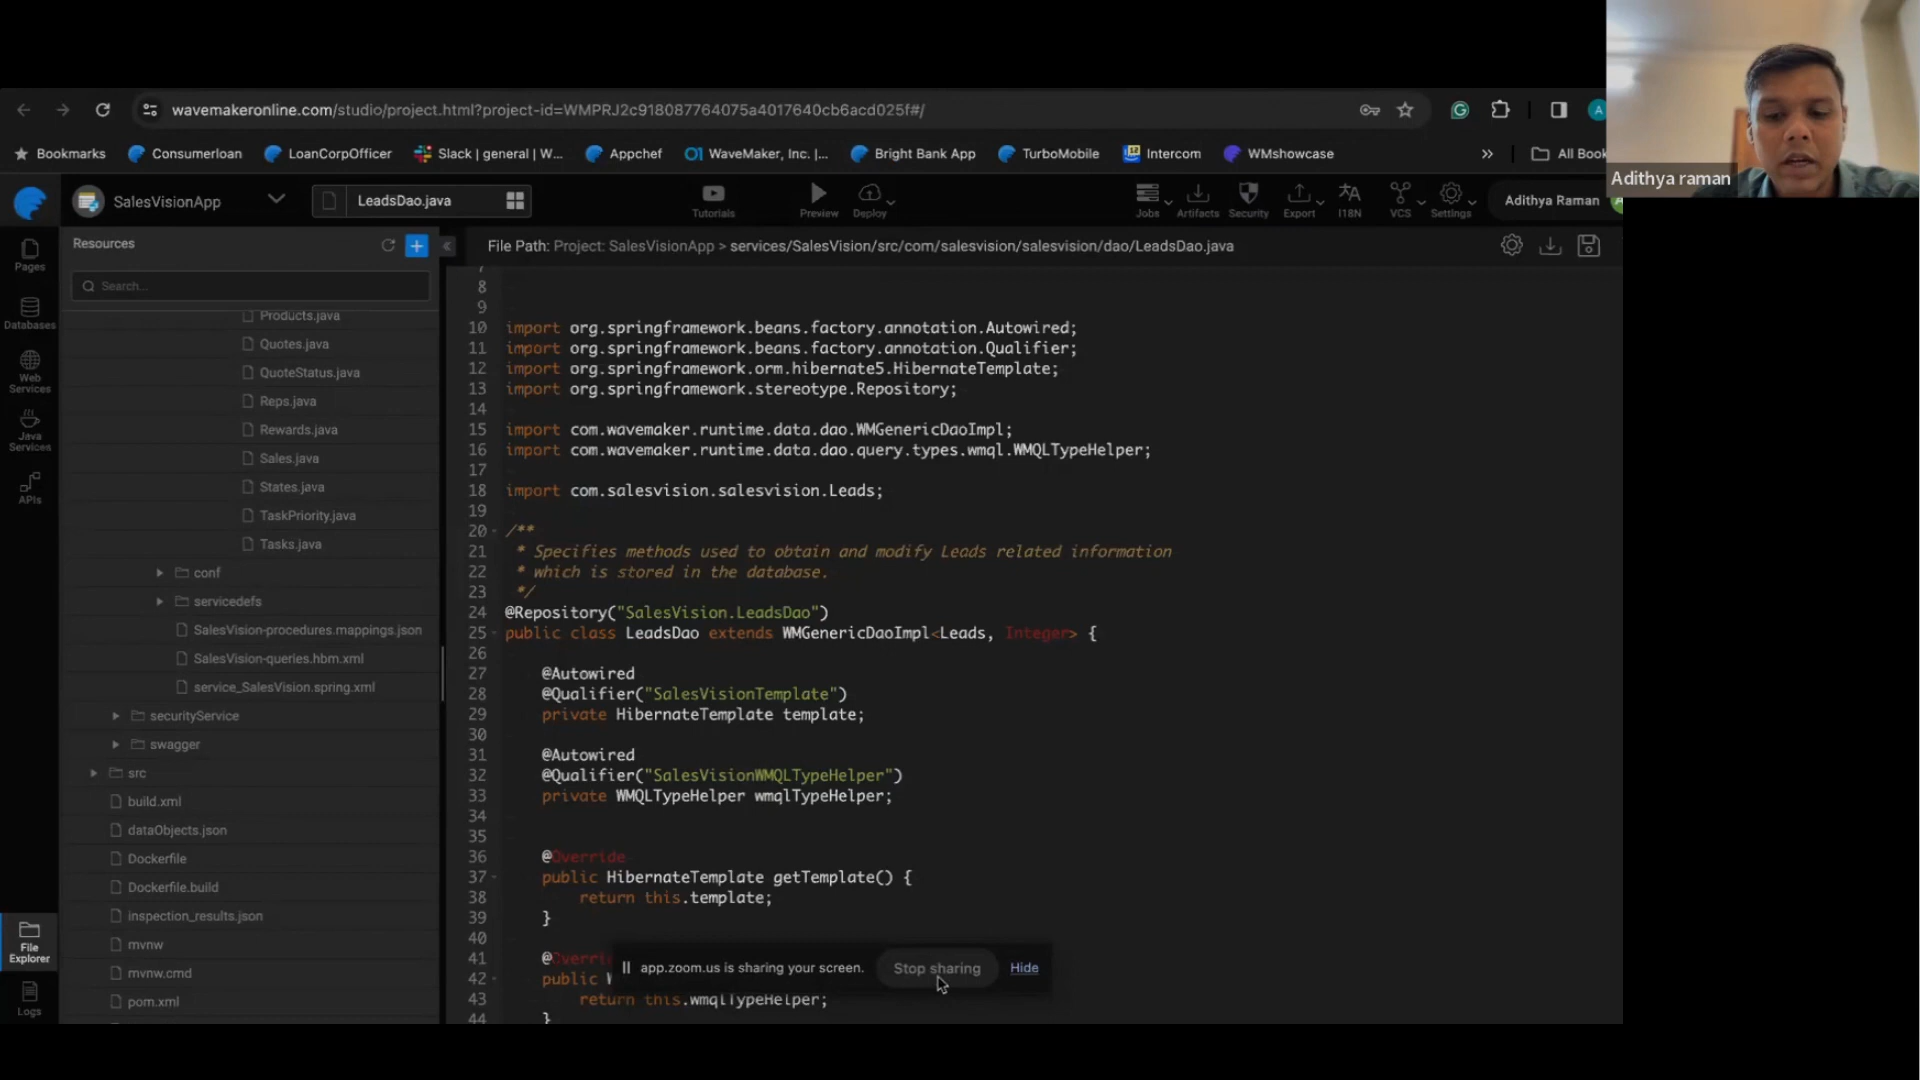 wavemakeronline.com/studio/project.html?project-id=WMPRJ2c918087764075a4017640cb6acd025f#/
Bookmarks Consumerloan LoanCorpOfficer Slack | general | W... Appchef WaveMaker, Inc. |... Bright Bank App TurboMobile Intercom WMshowcase » All Book
Adithya raman
SalesVisionApp LeadsDao.java Tutorials Preview Deploy Jobs Artifacts Security Export I18N VCS Settings Adithya Raman
Resources
File Path: Project: SalesVisionApp > services/SalesVision/src/com/salesvision/salesvision/dao/LeadsDao.java
Pages
Databases
Web Services
Java Services
APIs
File Explorer
Logs
Search...
Products.java
Quotes.java
QuoteStatus.java
Reps.java
Rewards.java
Sales.java
States.java
TaskPriority.java
Tasks.java
conf
servicedefs
SalesVision-procedures.mappings.json
SalesVision-queries.hbm.xml
service_SalesVision.spring.xml
securityService
swagger
src
build.xml
dataObjects.json
Dockerfile
Dockerfile.build
inspection_results.json
mvnw
mvnw.cmd
pom.xml
7
8
9
10 import org.springframework.beans.factory.annotation.Autowired;
11 import org.springframework.beans.factory.annotation.Qualifier;
12 import org.springframework.orm.hibernate5.HibernateTemplate;
13 import org.springframework.stereotype.Repository;
14
15 import com.wavemaker.runtime.data.dao.WMGenericDaoImpl;
16 import com.wavemaker.runtime.data.dao.query.types.wmql.WMQLTypeHelper;
17
18 import com.salesvision.salesvision.Leads;
19
20 /**
21 * Specifies methods used to obtain and modify Leads related information
22 * which is stored in the database.
23 */
24 @Repository("SalesVision.LeadsDao")
25 public class LeadsDao extends WMGenericDaoImpl<Leads, Integer> {
26
27 @Autowired
28 @Qualifier("SalesVisionTemplate")
29 private HibernateTemplate template;
30
31 @Autowired
32 @Qualifier("SalesVisionWMQLTypeHelper")
33 private WMQLTypeHelper wmqlTypeHelper;
34
35
36 @Override
37 public HibernateTemplate getTemplate() {
38 return this.template;
39 }
40
41 @Overri
42 public W
43 return this.wmqlTypeHelper;
44 }
app.zoom.us is sharing your screen. Stop sharing Hide